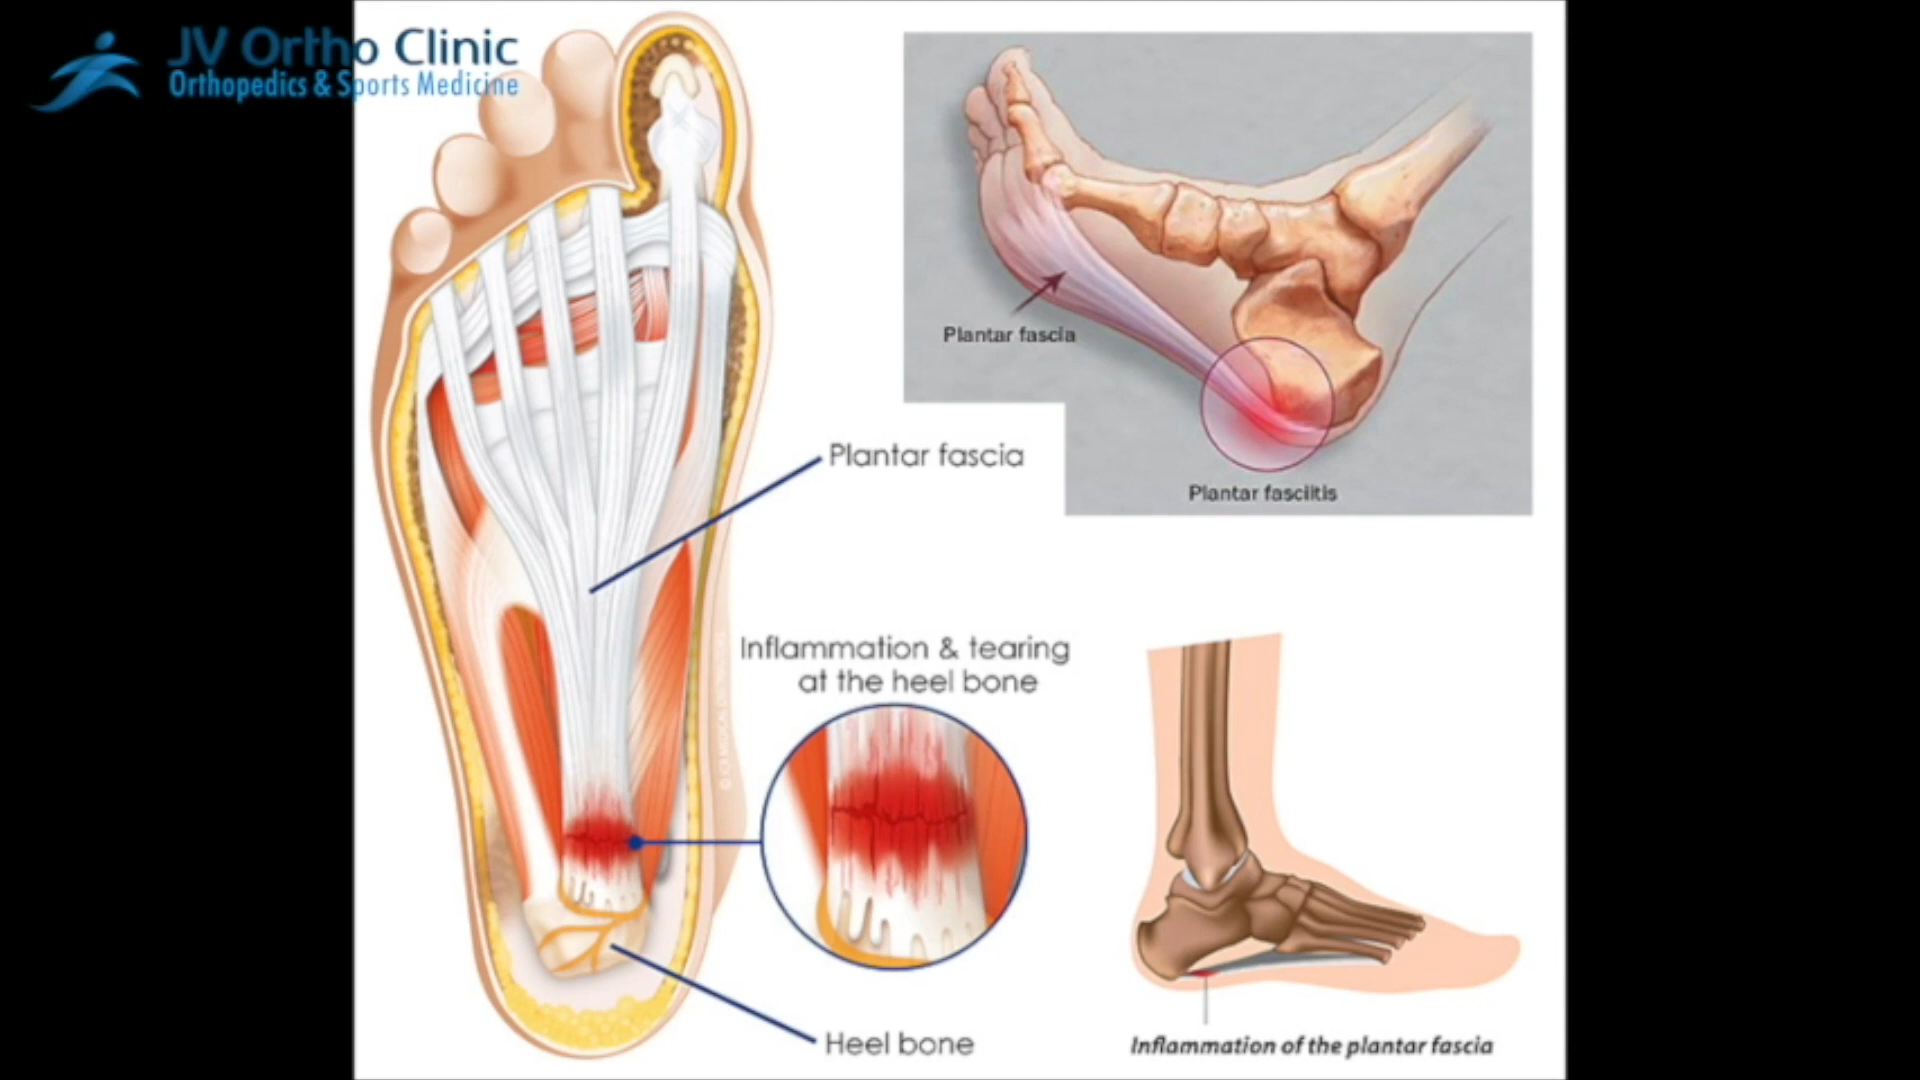 JV Ortho Clinic
Orthopedics & Sports Medicine
Plantar fascia
Plantar fasciitis
Plantar fascia
Inflammation & tearing
at the heel bone
Heel bone
Inflammation of the plantar fascia